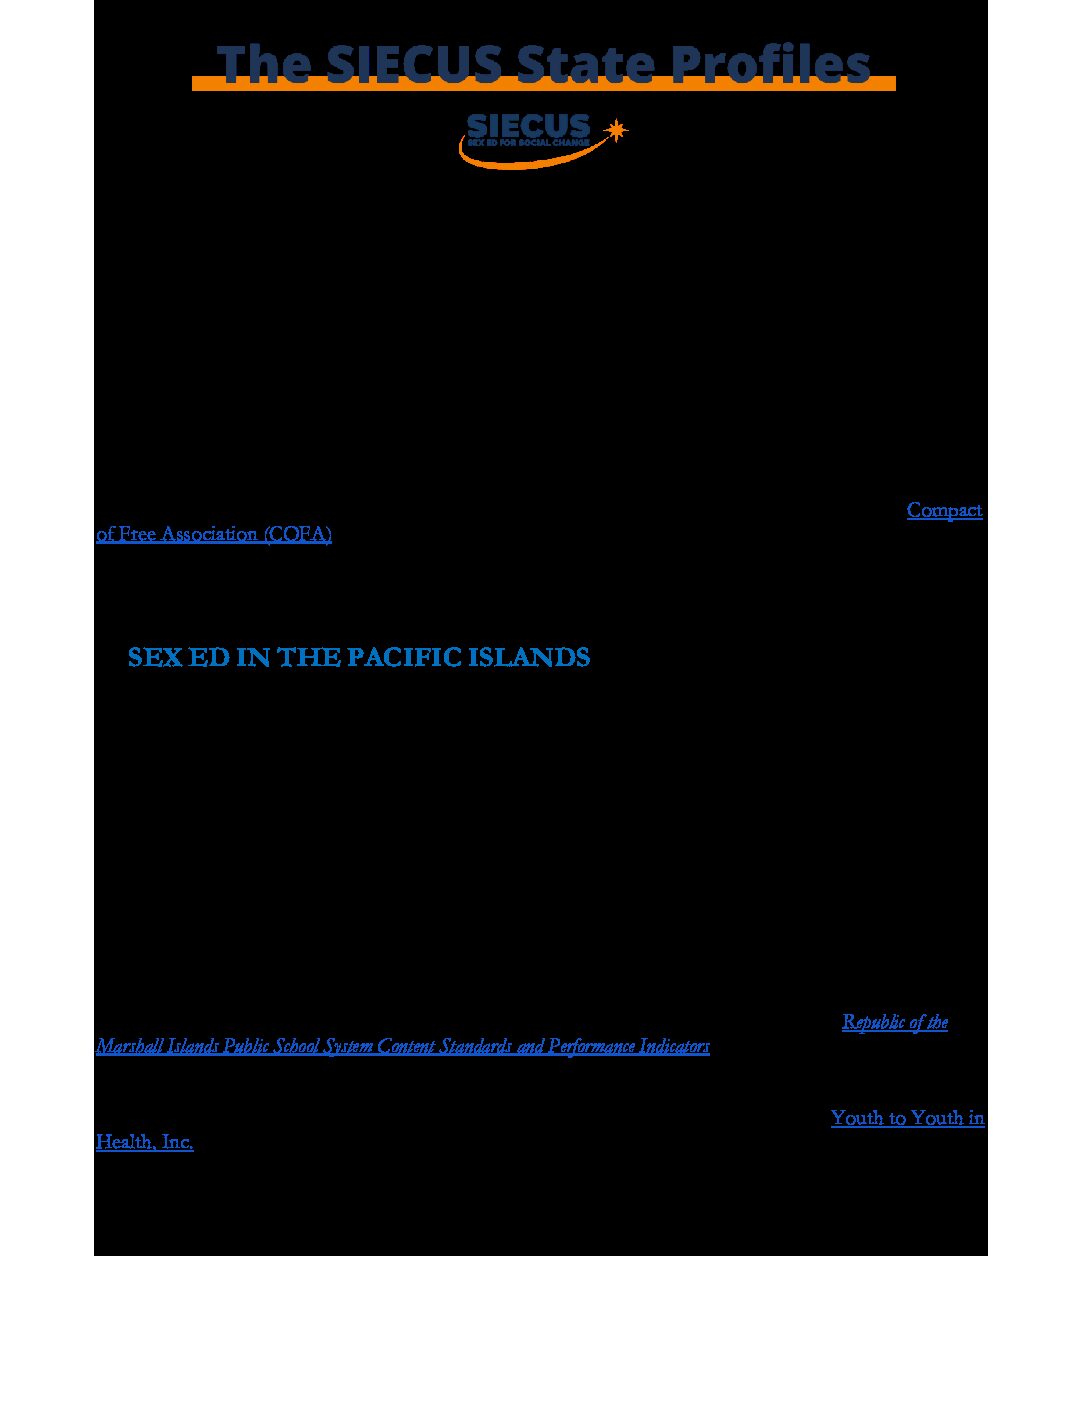 The SIECUS State Profiles
SIECUS
SEX ED FOR SOCIAL CHANGE
Compact
of Free Association (COFA)
SEX ED IN THE PACIFIC ISLANDS
Republic of the
Marshall Islands Public School System Content Standards and Performance Indicators
Youth to Youth in
Health, Inc.